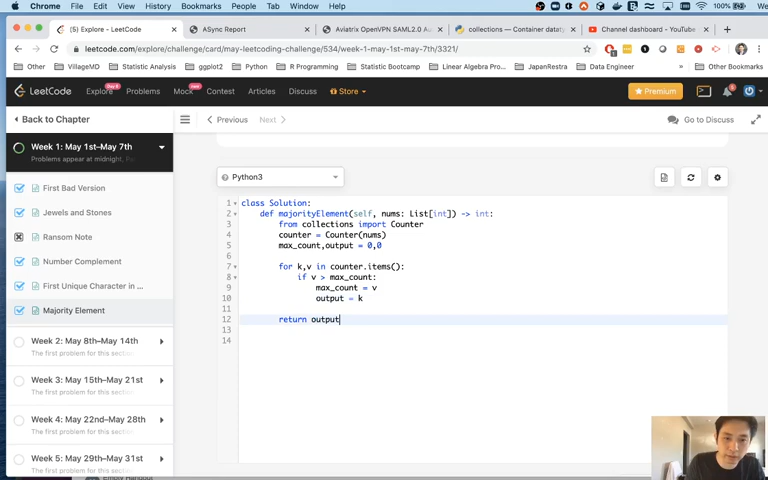 Chrome File Edit View History Bookmarks People Tab Window Help 100% We
{5} Explore - LeetCode
ASync Report
Aviatrix OpenVPN SAML2.0 Au
collections — Container dataty
Channel dashboard - YouTube
leetcode.com/explore/challenge/card/may-leetcoding-challenge/534/week-1-may-1st-may-7th/3321/
Other VillageMD Statistic Analysis ggplot2 Python R Programming Statistic Bootcamp Linear Algebra Pro JapanRestra Data Engineer » Other Bookmarks
LeetCode Explore Problems Mock Contest Articles Discuss Store Premium
Back to Chapter
Previous Next Go to Discuss
Week 1: May 1st–May 7th
Problems appear at midnight,
First Bad Version
Jewels and Stones
Ransom Note
Number Complement
First Unique Character in ...
Majority Element
Week 2: May 8th–May 14th
The first problem for this
Week 3: May 15th–May 21st
The first problem for this
Week 4: May 22nd–May 28th
The first problem for this
Week 5: May 29th–May 31st
The first problem for this
Python3
1 class Solution:
2 def majorityElement(self, nums: List[int]) -> int:
3 from collections import Counter
4 counter = Counter(nums)
5 max_count,output = 0,0
6
7 for k,v in counter.items():
8 if v > max_count:
9 max_count = v
10 output = k
11
12 return output
13
14